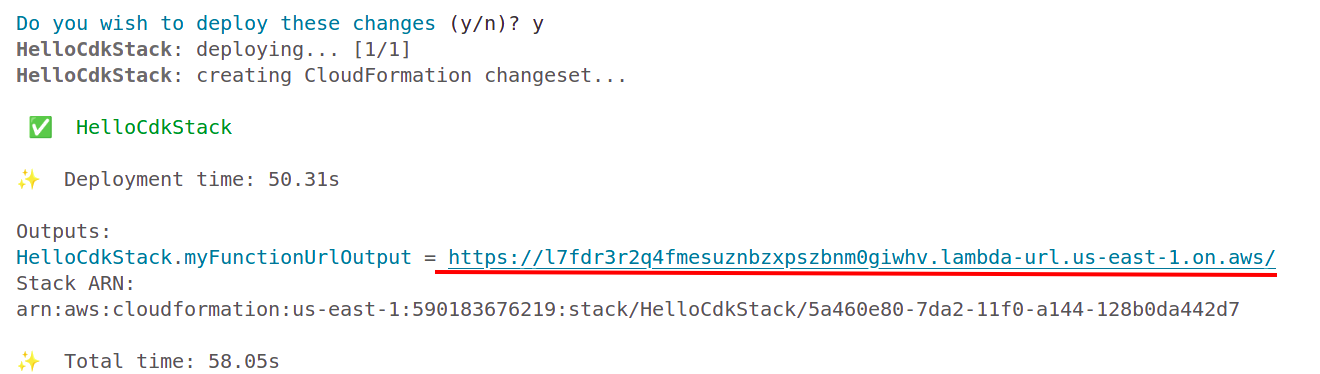 Do you wish to deploy these changes (y/n)? y
HelloCdkStack: deploying... [1/1]
HelloCdkStack: creating CloudFormation changeset...
✅ HelloCdkStack
✨ Deployment time: 50.31s
Outputs:
HelloCdkStack.myFunctionUrlOutput = https://l7fdr3r2q4fmesuznbzxpszbnm0giwhv.lambda-url.us-east-1.on.aws/
Stack ARN:
arn:aws:cloudformation:us-east-1:590183676219:stack/HelloCdkStack/5a460e80-7da2-11f0-a144-128b0da442d7
✨ Total time: 58.05s